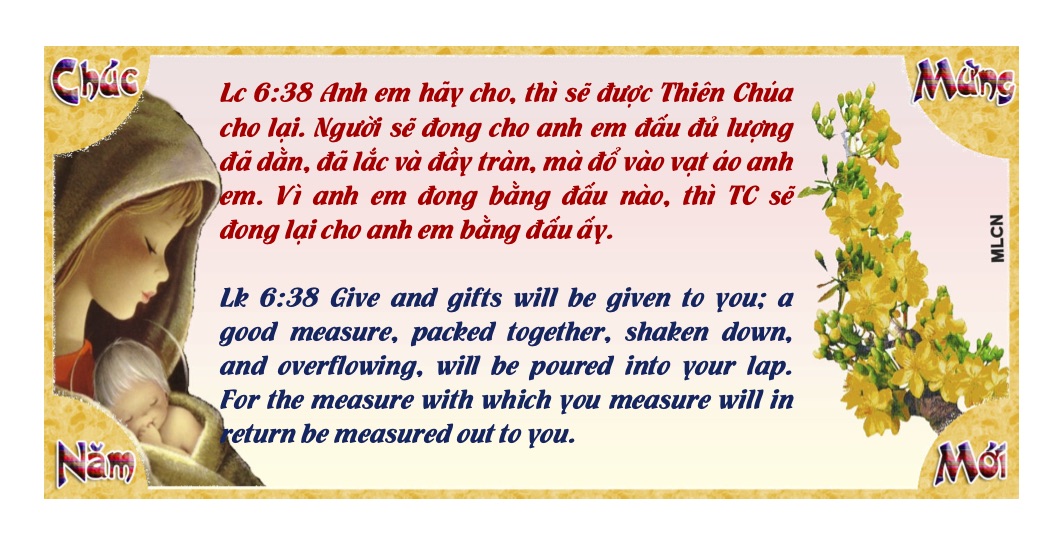 Chúc
Mừng
Lc 6:38 Anh em hãy cho, thì sẽ được Thiên Chúa
cho lại. Người sẽ đong cho anh em đấu đủ lượng
đã dằn, đã lắc và đầy tràn, mà đổ vào vạt áo anh
em. Vì anh em đong bằng đấu nào, thì TC sẽ
đong lại cho anh em bằng đấu ấy.
MLCN
Lk 6:38 Give and gifts will be given to you; a
good measure, packed together, shaken down,
and overflowing, will be poured into your lap.
For the measure with which you measure will in
return be measured out to you.
Năm
Mới